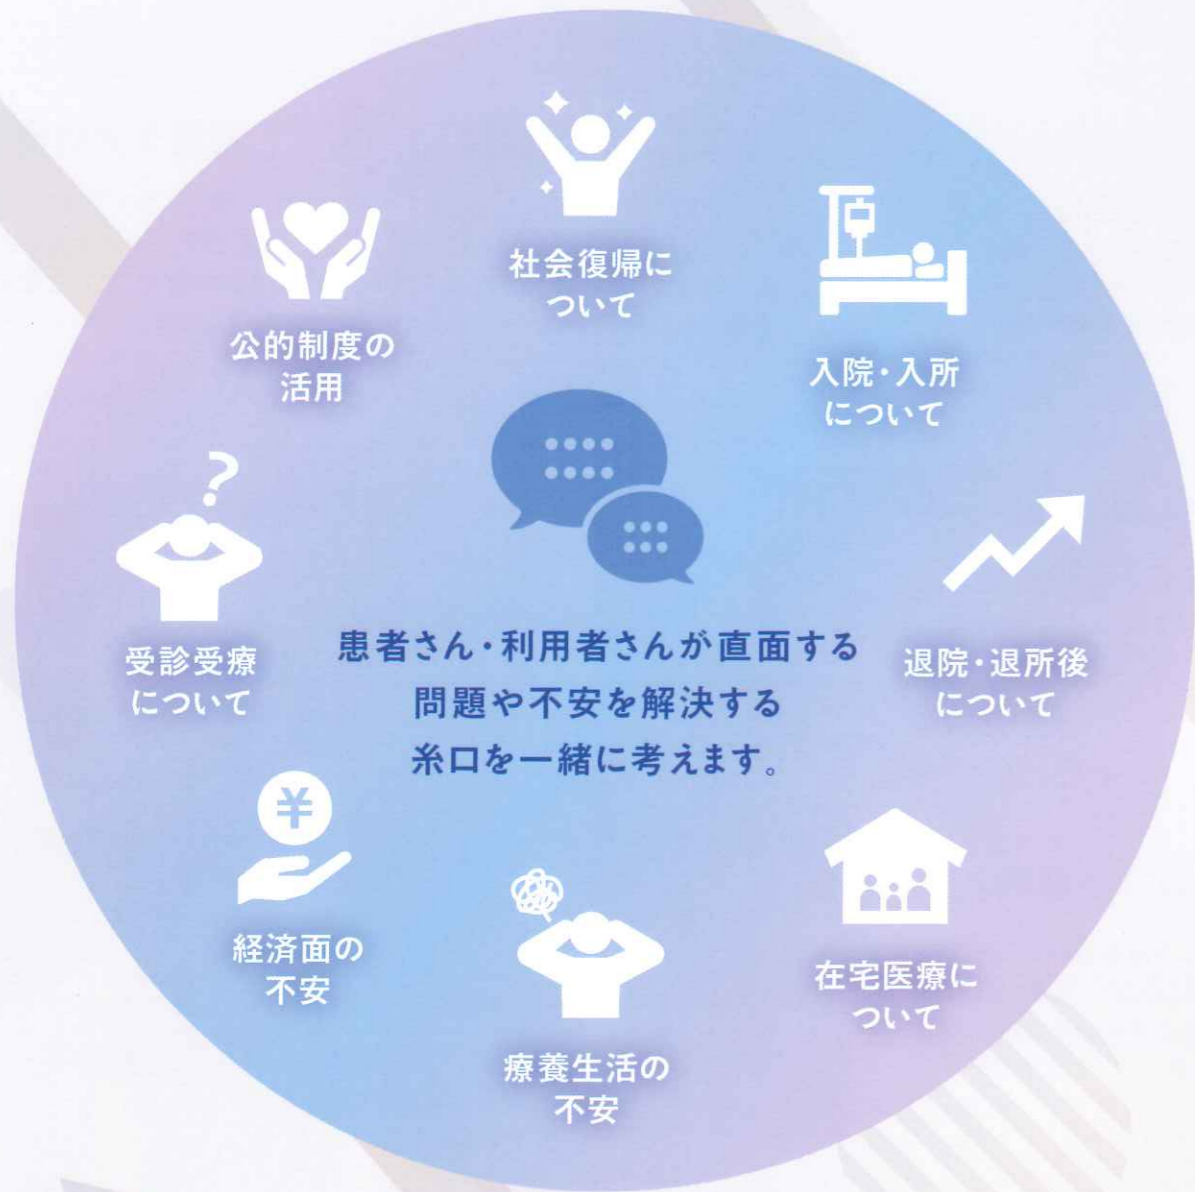 社会復帰に
ついて
入院・入所
について
公的制度の
活用
?
受診受療
について
患者さん・利用者さんが直面する
問題や不安を解決する
糸口を一緒に考えます。
退院・退所後
について
¥
経済面の
不安
在宅医療に
ついて
療養生活の
不安